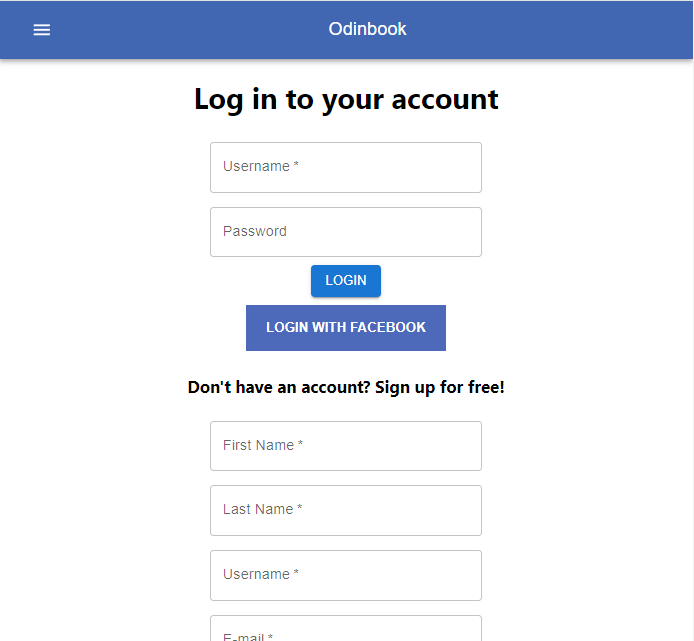 Odinbook
Log in to your account
Username *
Password
LOGIN
LOGIN WITH FACEBOOK
Don't have an account? Sign up for free!
First Name *
Last Name *
Username *
E-mail *